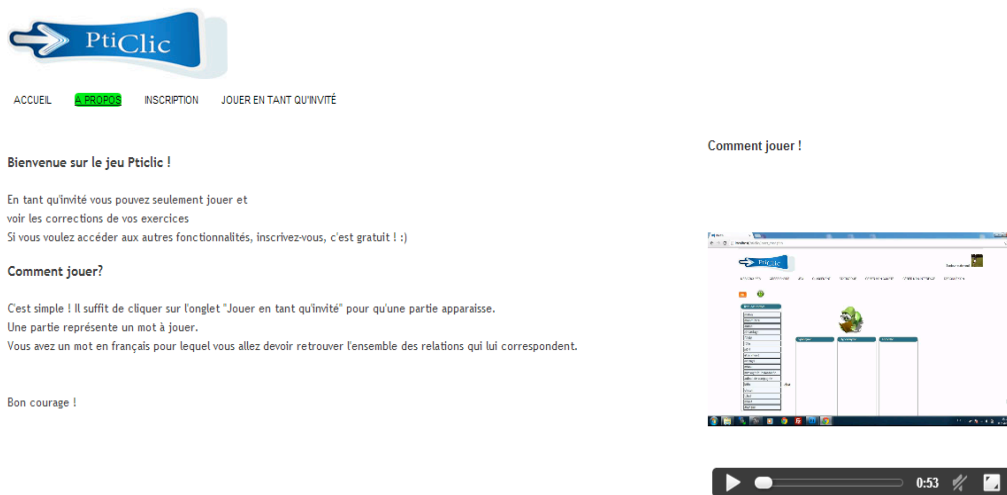 PtiClic
ACCUEIL A PROPOS INSCRIPTION JOUER EN TANT QU'INVITÉ
Bienvenue sur le jeu Pticlic !
En tant qu'invité vous pouvez seulement jouer et
voir les corrections de vos exercices
Si vous voulez accéder aux autres fonctionnalités, inscrivez-vous, c'est gratuit ! :)
Comment jouer?
C'est simple ! Il suffit de cliquer sur l'onglet "Jouer en tant qu'invité" pour qu'une partie apparaisse.
Une partie représente un mot à jouer.
Vous avez un mot en français pour lequel vous allez devoir retrouver l'ensemble des relations qui lui correspondent.
Bon courage !
Comment jouer !
PtiClic
0:53